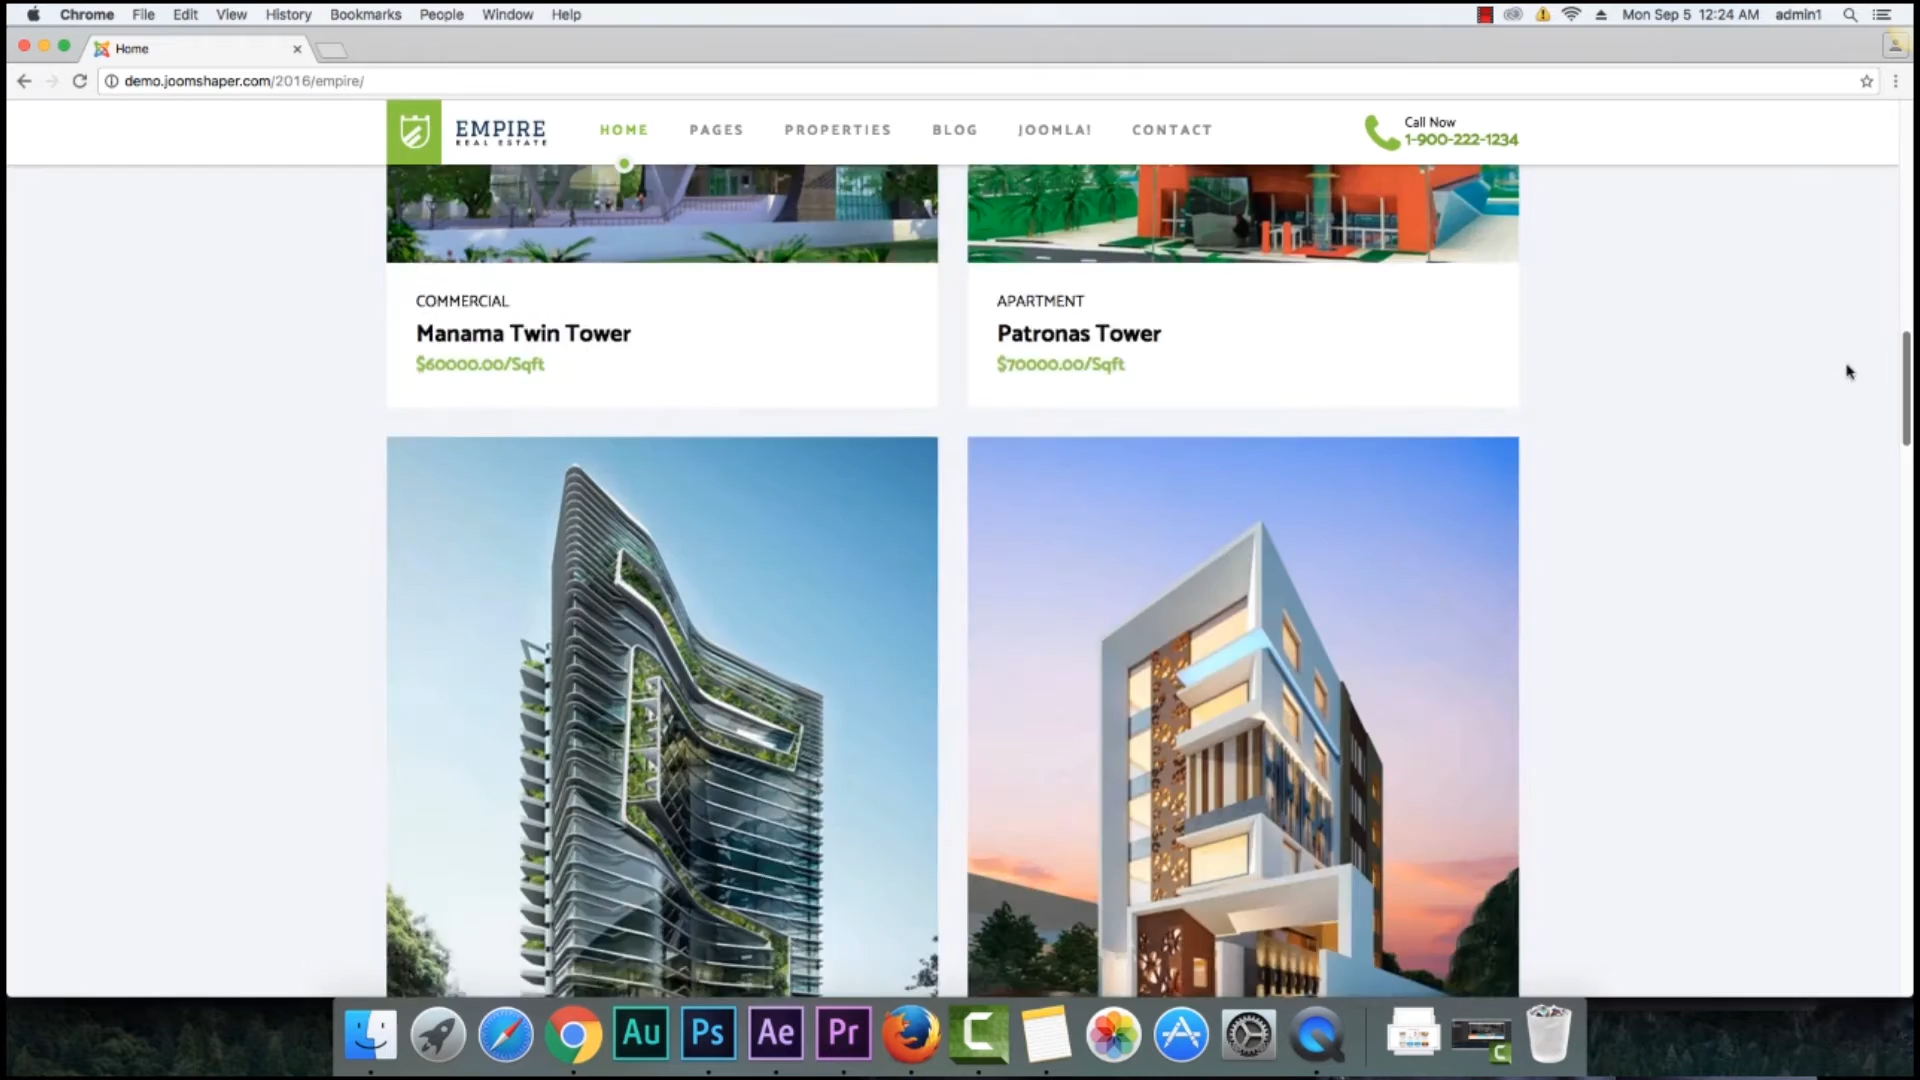 Chrome File Edit View History Bookmarks People Window Help Mon Sep 5 12:24 AM admin1
Home
demo.joomshaper.com/2016/empire/
EMPIRE
REAL ESTATE
HOME PAGES PROPERTIES BLOG JOOMLA! CONTACT
Call Now
1-900-222-1234
COMMERCIAL
Manama Twin Tower
$60000.00/Sqft
APARTMENT
Patronas Tower
$70000.00/Sqft
Au Ps Ae Pr C C